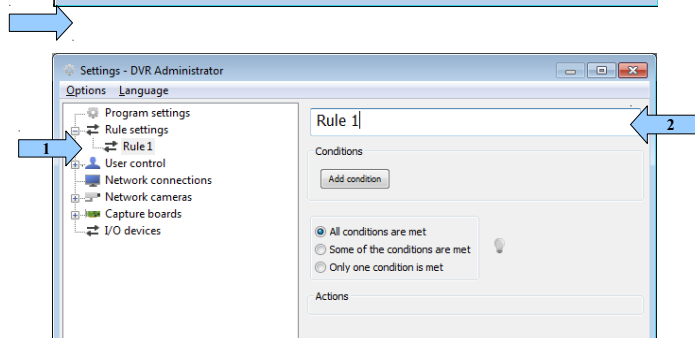 Settings - DVR Administrator
Options Language
Program settings
Rule settings
Rule 1
User control
Network connections
Network cameras
Capture boards
I/O devices
1
Rule 1
2
Conditions
Add condition
All conditions are met
Some of the conditions are met
Only one condition is met
Actions